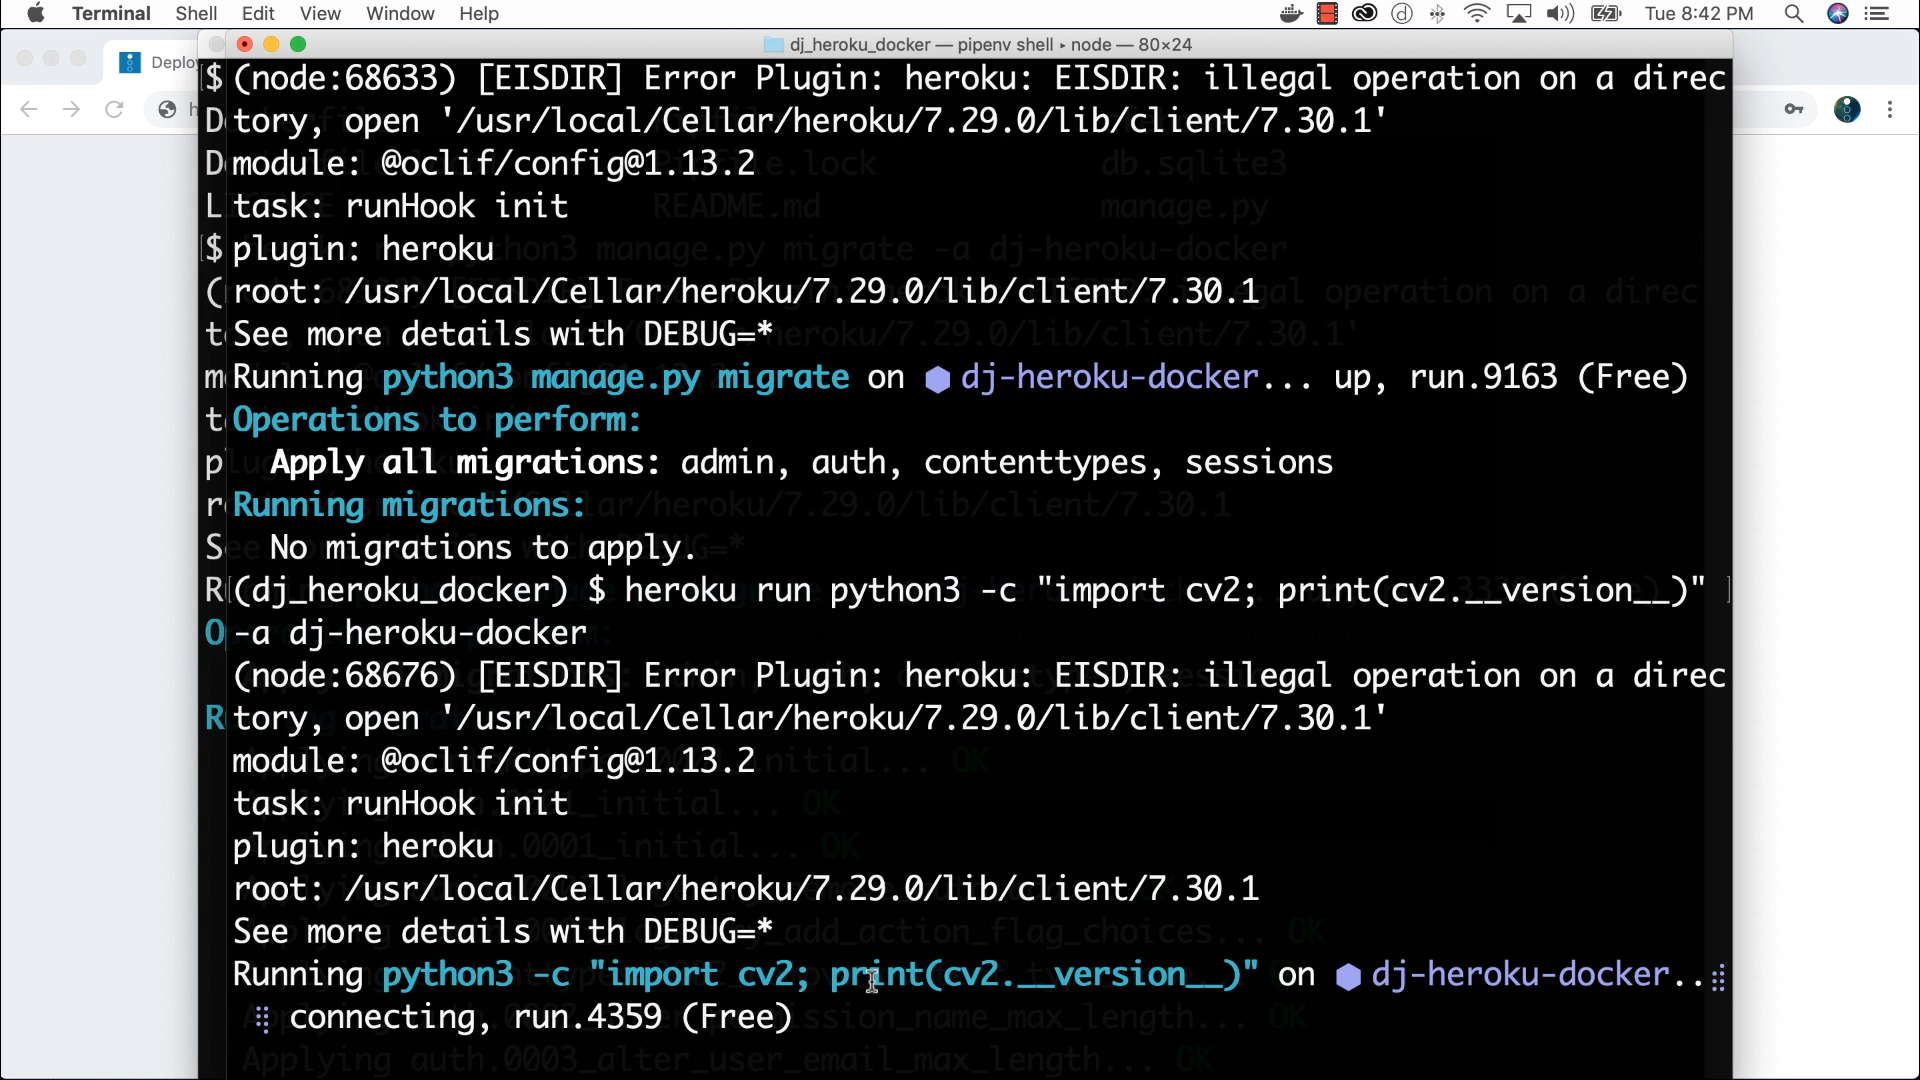 Terminal Shell Edit View Window Help Tue 8:42 PM
dj_heroku_docker — pipenv shell ▸ node — 80×24
Deploy
$ (node:68633) [EISDIR] Error Plugin: heroku: EISDIR: illegal operation on a direc
tory, open '/usr/local/Cellar/heroku/7.29.0/lib/client/7.30.1'
module: @oclif/config@1.13.2
task: runHook init
plugin: heroku
root: /usr/local/Cellar/heroku/7.29.0/lib/client/7.30.1
See more details with DEBUG=*
Running python3 manage.py migrate on ⬢ dj-heroku-docker... up, run.9163 (Free)
Operations to perform:
Apply all migrations: admin, auth, contenttypes, sessions
Running migrations:
No migrations to apply.
(dj_heroku_docker) $ heroku run python3 -c "import cv2; print(cv2.__version__)"
-a dj-heroku-docker
(node:68676) [EISDIR] Error Plugin: heroku: EISDIR: illegal operation on a direc
tory, open '/usr/local/Cellar/heroku/7.29.0/lib/client/7.30.1'
module: @oclif/config@1.13.2
task: runHook init
plugin: heroku
root: /usr/local/Cellar/heroku/7.29.0/lib/client/7.30.1
See more details with DEBUG=*
Running python3 -c "import cv2; print(cv2.__version__)" on ⬢ dj-heroku-docker..⣾
⣾ connecting, run.4359 (Free)
Applying auth.0003_alter_user_email_max_length... OK